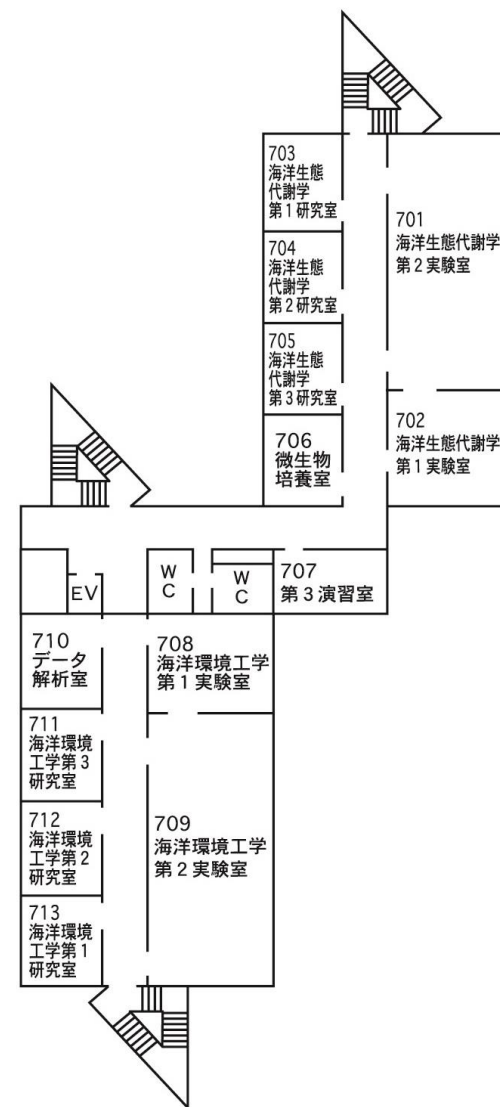 703
海洋生態
代謝学
第1研究室
701
海洋生態代謝学
第2実験室
704
海洋生態
代謝学
第2研究室
705
海洋生態
代謝学
第3研究室
702
海洋生態代謝学
第1実験室
706
微生物
培養室
EV
W
C
W
C
707
第3演習室
710
データ
解析室
708
海洋環境工学
第1実験室
711
海洋環境
工学第3
研究室
712
海洋環境
工学第2
研究室
709
海洋環境工学
第2実験室
713
海洋環境
工学第1
研究室